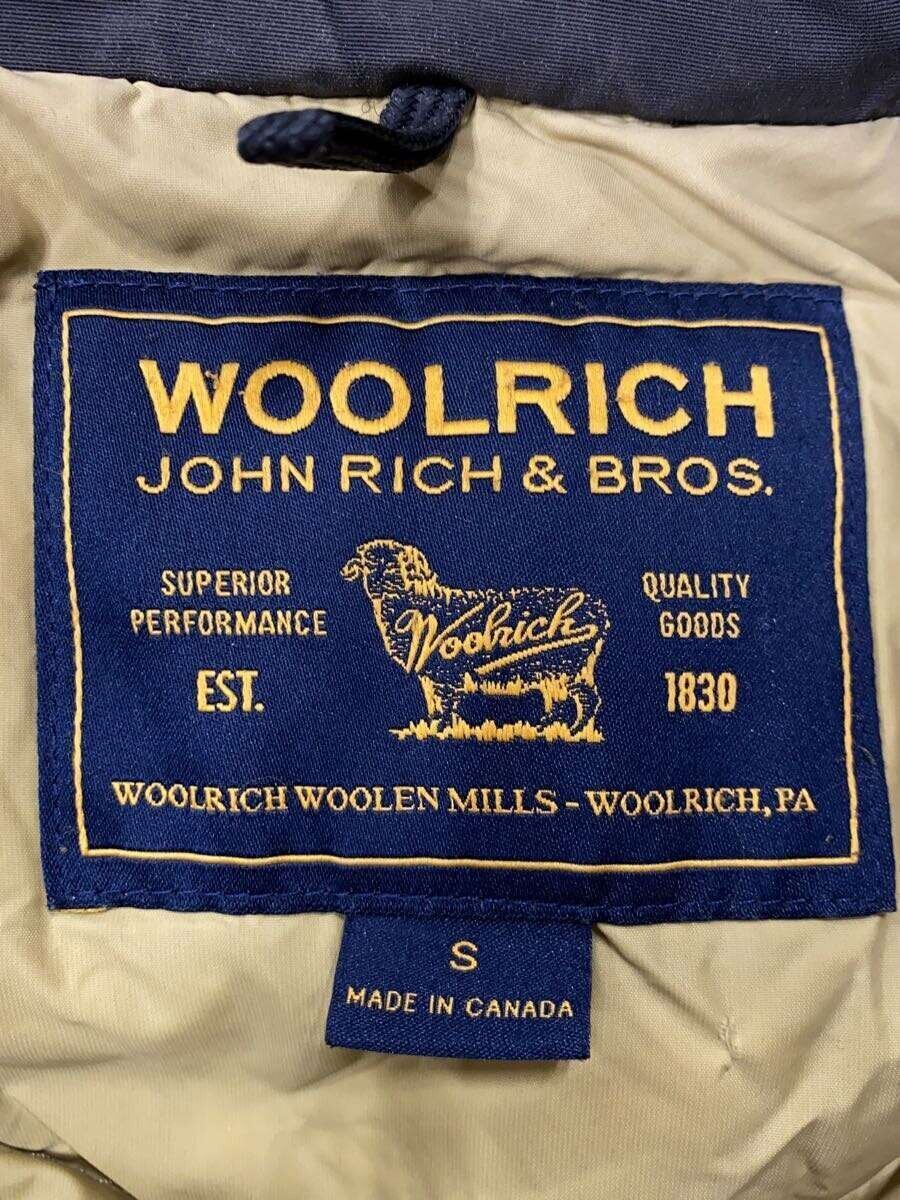 WOOLRICH
JOHN RICH & BROS.
SUPERIOR
PERFORMANCE
EST.
Woolrich
QUALITY
GOODS
1830
WOOLRICH WOOLEN MILLS - WOOLRICH, PA
S
MADE IN CANADA